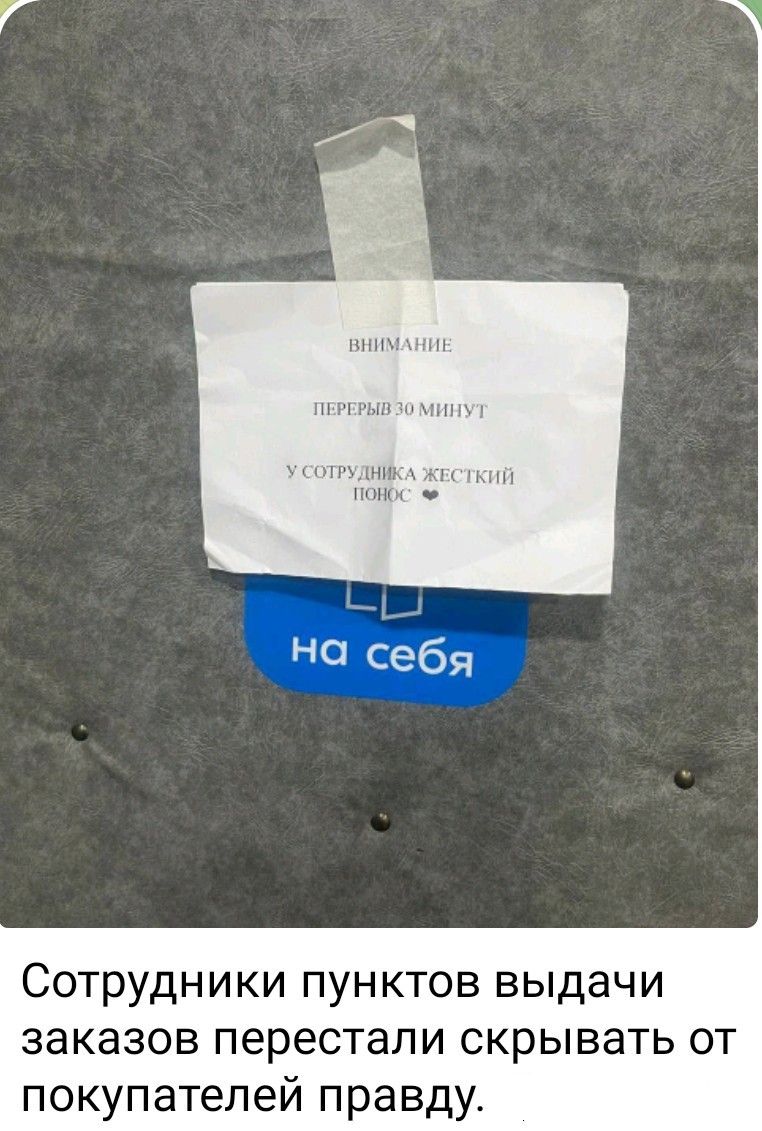 ВНИМАНИЕ
ПЕРЕРЫВ 30 МИНУТ
У СОТРУДНИКА ЖЕСТКИЙ
ПОНОС ❤
на себя
Сотрудники пунктов выдачи
заказов перестали скрывать от
покупателей правду.